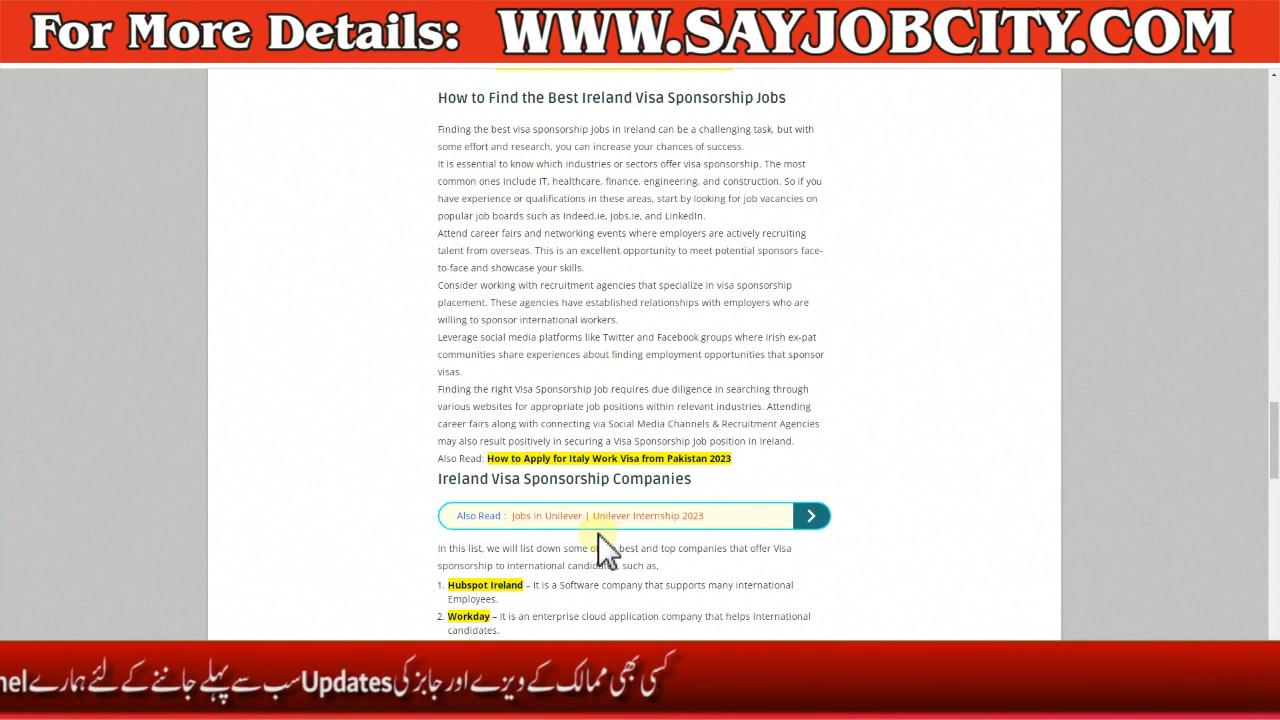 For More Details: WWW.SAYJOBCITY.COM
How to Find the Best Ireland Visa Sponsorship Jobs
Finding the best visa sponsorship jobs in Ireland can be a challenging task, but with
some effort and research, you can increase your chances of success.
It is essential to know which industries or sectors offer visa sponsorship. The most
common ones include IT, healthcare, finance, engineering, and construction. So if you
have experience or qualifications in these areas, start by looking for job vacancies on
popular job boards such as Indeed.ie, Jobs.ie, and LinkedIn.
Attend career fairs and networking events where employers are actively recruiting
talent from overseas. This is an excellent opportunity to meet potential sponsors face-
to-face and showcase your skills.
Consider working with recruitment agencies that specialize in visa sponsorship
placement. These agencies have established relationships with employers who are
willing to sponsor international workers.
Leverage social media platforms like Twitter and Facebook groups where Irish ex-pat
communities share experiences about finding employment opportunities that sponsor
visas.
Finding the right Visa Sponsorship Job requires due diligence in searching through
various websites for appropriate job positions within relevant industries. Attending
career fairs along with connecting via Social Media Channels & Recruitment Agencies
may also result positively in securing a Visa Sponsorship Job position in Ireland.
Also Read: How to Apply for Italy Work Visa from Pakistan 2023
Ireland Visa Sponsorship Companies
Also Read : Jobs in Unilever | Unilever Internship 2023
In this list, we will list down some of best and top companies that offer Visa
sponsorship to international candidates, such as,
1. Hubspot Ireland – It is a Software company that supports many international
Employees.
2. Workday – It is an enterprise cloud application company that helps International
candidates.
کسی بھی ممالک کے ویزے اور جابز کی Updates سب سے پہلے جاننے کے لئے ہمارے nel